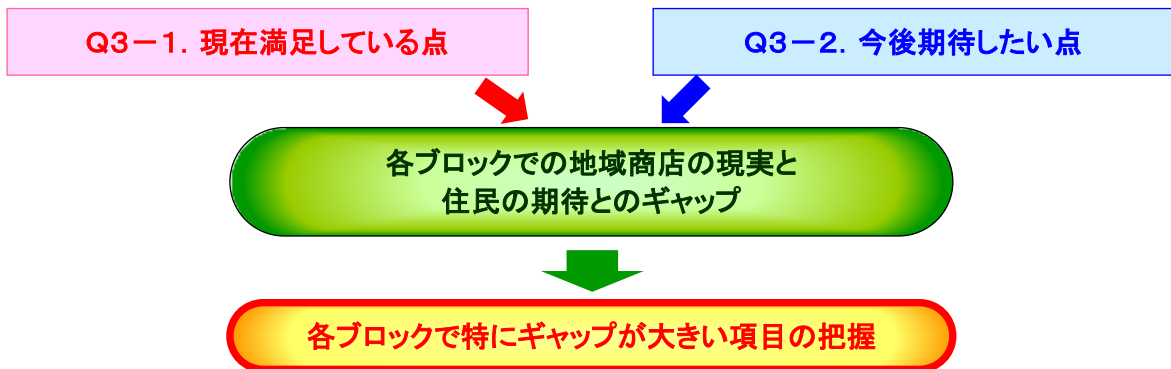 Q3-1．現在満足している点
Q3-2．今後期待したい点
各ブロックでの地域商店の現実と
住民の期待とのギャップ
各ブロックで特にギャップが大きい項目の把握